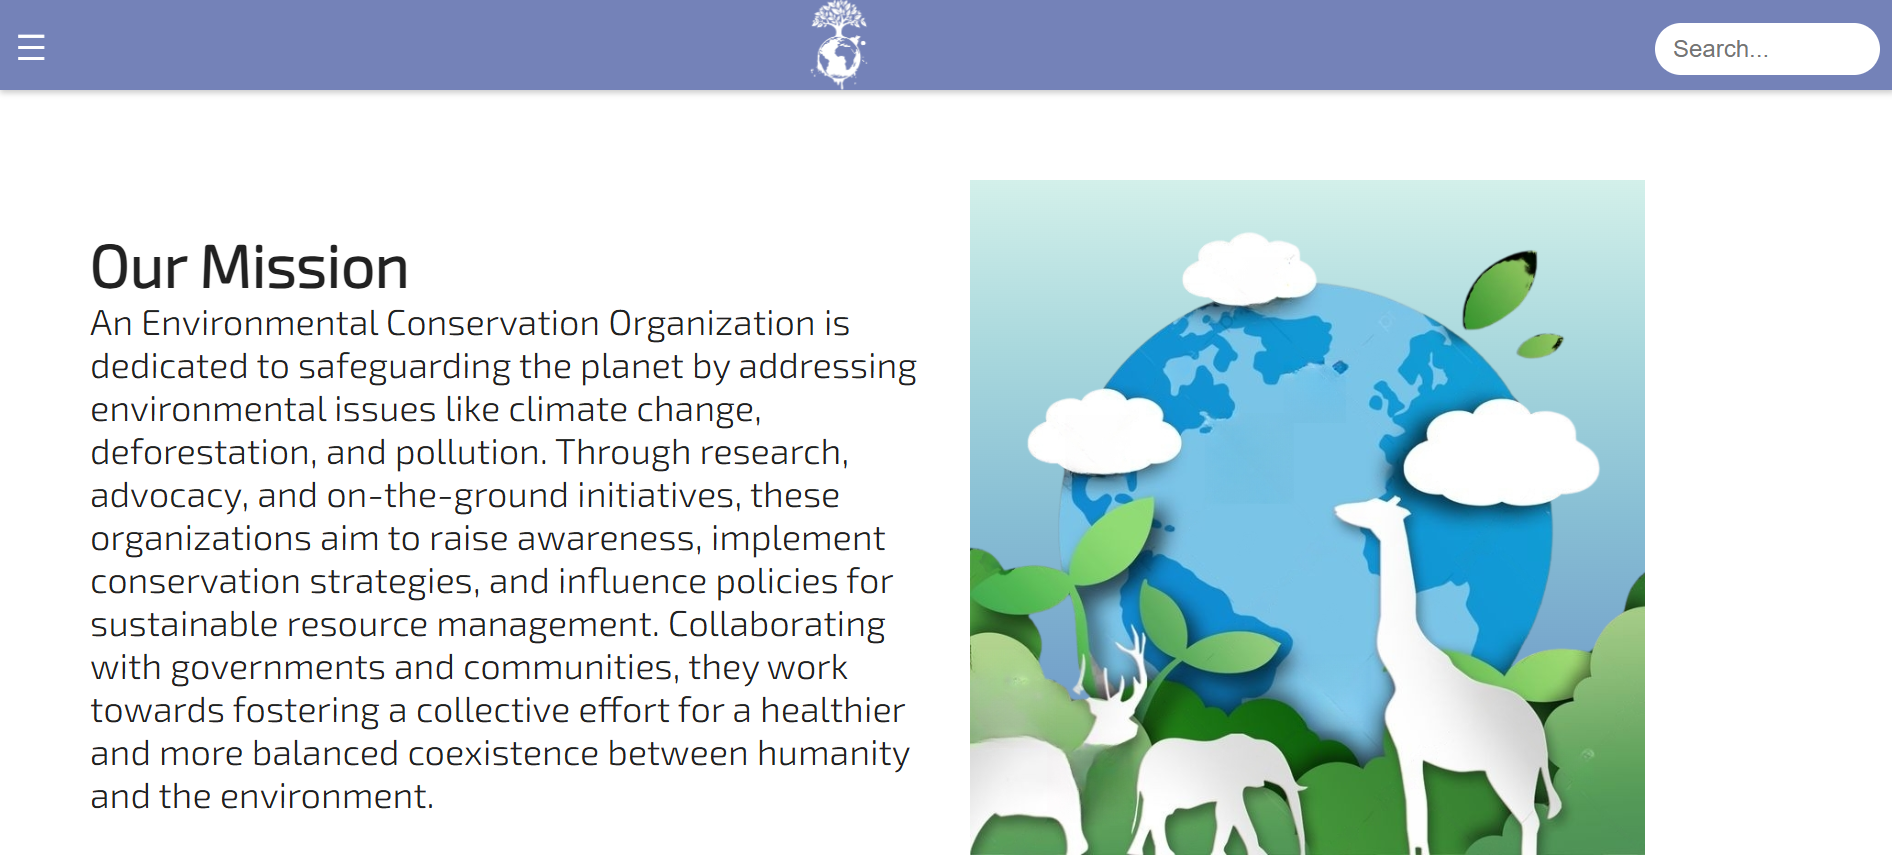 Search...
Our Mission
An Environmental Conservation Organization is
dedicated to safeguarding the planet by addressing
environmental issues like climate change,
deforestation, and pollution. Through research,
advocacy, and on-the-ground initiatives, these
organizations aim to raise awareness, implement
conservation strategies, and influence policies for
sustainable resource management. Collaborating
with governments and communities, they work
towards fostering a collective effort for a healthier
and more balanced coexistence between humanity
and the environment.